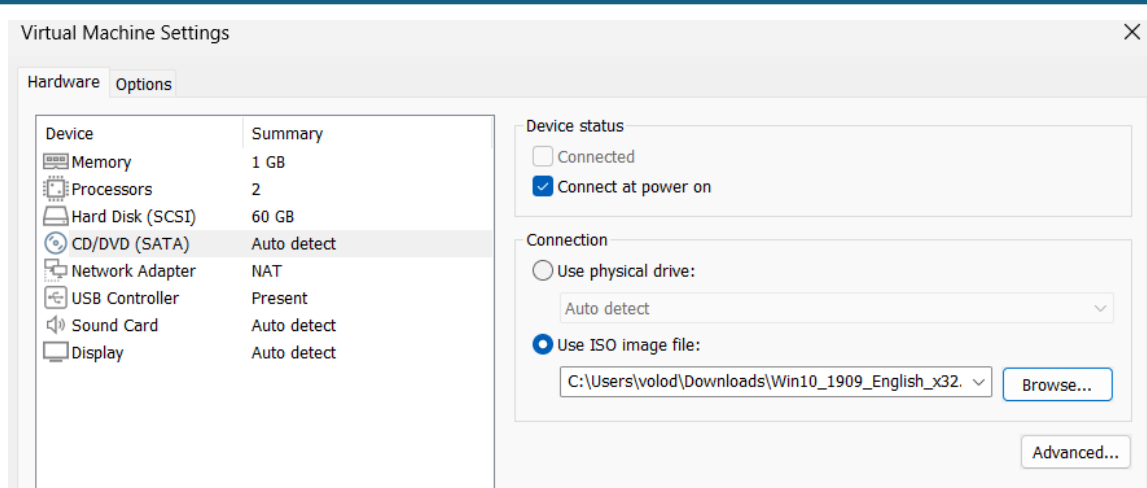 Virtual Machine Settings
Hardware Options
Device Summary
Memory 1 GB
Processors 2
Hard Disk (SCSI) 60 GB
CD/DVD (SATA) Auto detect
Network Adapter NAT
USB Controller Present
Sound Card Auto detect
Display Auto detect
Device status
Connected
Connect at power on
Connection
Use physical drive:
Auto detect
Use ISO image file:
C:\Users\volod\Downloads\Win10_1909_English_x32.
Browse...
Advanced...